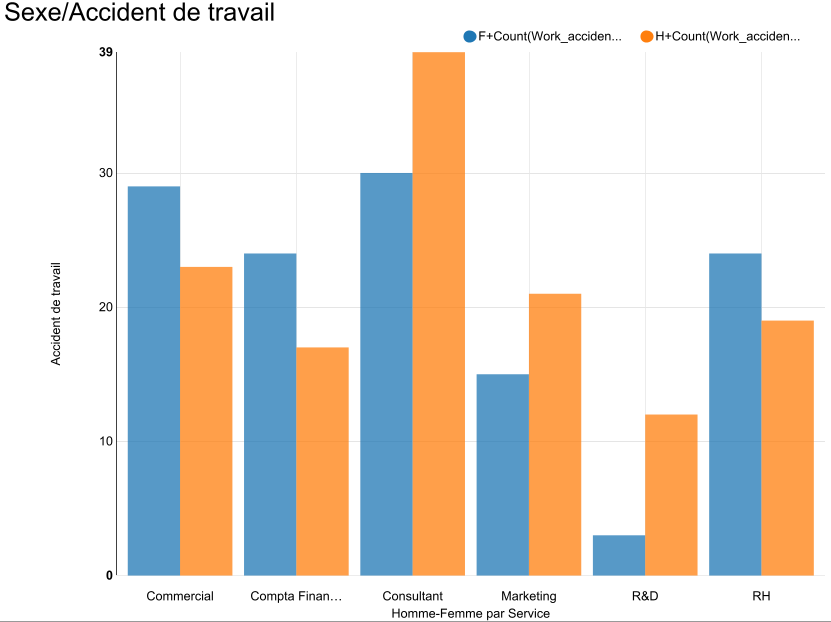 Sexe/Accident de travail
F+Count(Work_acciden...
H+Count(Work_acciden...
39
30
20
10
0
Accident de travail
Commercial
Compta Finan...
Consultant
Marketing
R&D
RH
Homme-Femme par Service